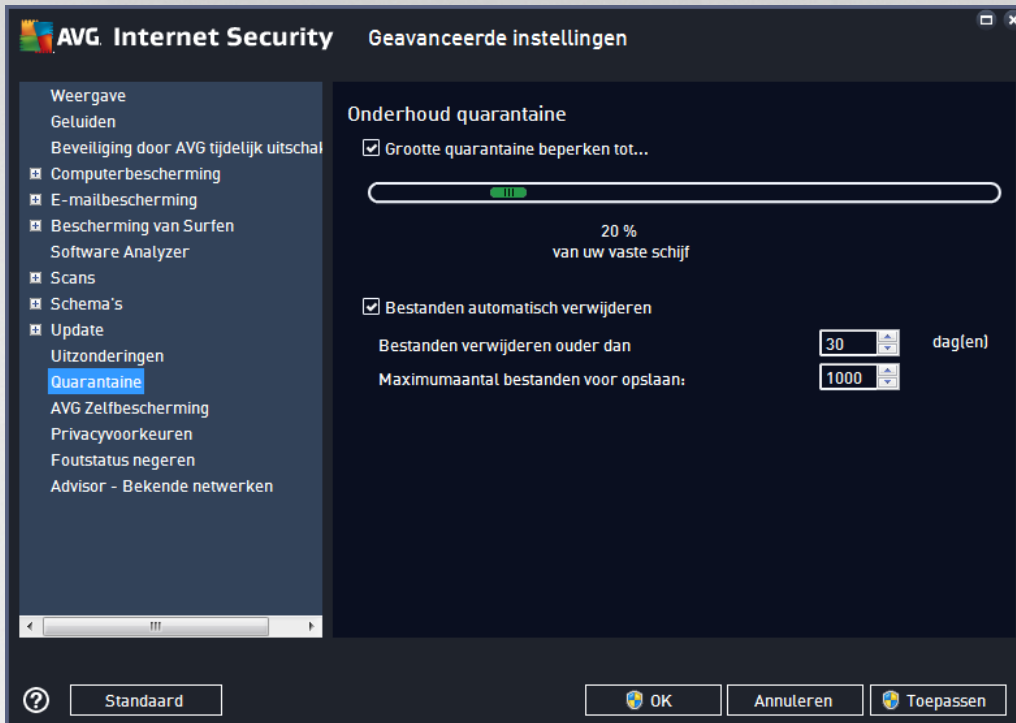 AVG. Internet Security Geavanceerde instellingen
Weergave
Geluiden
Beveiliging door AVG tijdelijk uitschak
Computerbescherming
E-mailbescherming
Bescherming van Surfen
Software Analyzer
Scans
Schema's
Update
Uitzonderingen
Quarantaine
AVG Zelfbescherming
Privacyvoorkeuren
Foutstatus negeren
Advisor - Bekende netwerken
Onderhoud quarantaine
Grootte quarantaine beperken tot...
20 %
van uw vaste schijf
Bestanden automatisch verwijderen
Bestanden verwijderen ouder dan 30 dag(en)
Maximumaantal bestanden voor opslaan: 1000
Standaard OK Annuleren Toepassen